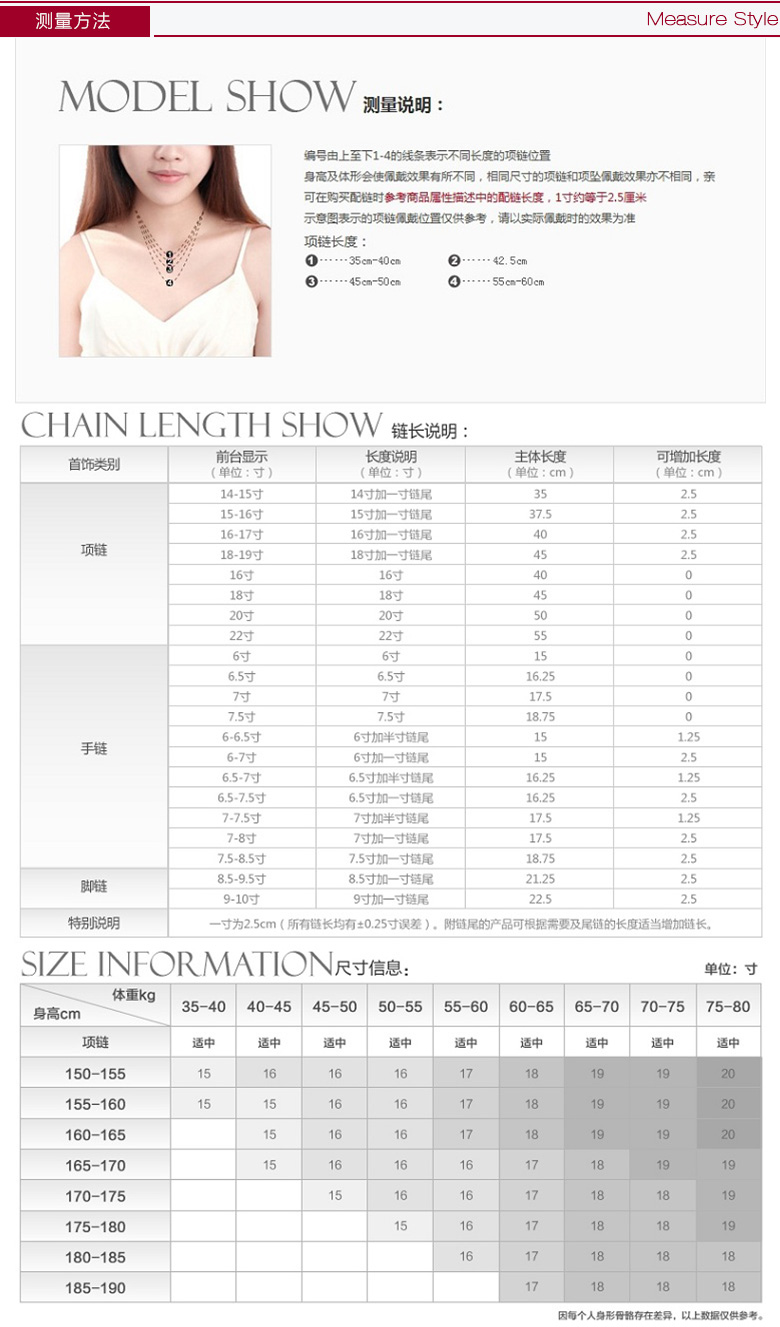 测量方法
Measure Style
MODEL SHOW 测量说明：
编号由上至下1-4的线条表示不同长度的项链位置
身高及体形会使佩戴效果有所不同，相同尺寸的项链和项坠佩戴效果亦不相同，亲
可在购买配链时参考商品属性描述中的配链长度，1寸约等于2.5厘米
示意图表示的项链佩戴位置仅供参考，请以实际佩戴时的效果为准
项链长度：
1······35cm-40cm 2······42.5cm
3······45cm-50cm 4······55cm-60cm
1
2
3
4
CHAIN LENGTH SHOW 链长说明：
首饰类别 前台显示（单位：寸） 长度说明（单位：寸） 主体长度（单位：cm） 可增加长度（单位：cm）
项链
14-15寸 14寸加一寸链尾 35 2.5
15-16寸 15寸加一寸链尾 37.5 2.5
16-17寸 16寸加一寸链尾 40 2.5
18-19寸 18寸加一寸链尾 45 2.5
16寸 16寸 40 0
18寸 18寸 45 0
20寸 20寸 50 0
22寸 22寸 55 0
手链
6寸 6寸 15 0
6.5寸 6.5寸 16.25 0
7寸 7寸 17.5 0
7.5寸 7.5寸 18.75 0
6-6.5寸 6寸加半寸链尾 15 1.25
6-7寸 6寸加一寸链尾 15 2.5
6.5-7寸 6.5寸加半寸链尾 16.25 1.25
6.5-7.5寸 6.5寸加一寸链尾 16.25 2.5
7-7.5寸 7寸加半寸链尾 17.5 1.25
7-8寸 7寸加一寸链尾 17.5 2.5
7.5-8.5寸 7.5寸加一寸链尾 18.75 2.5
脚链
8.5-9.5寸 8.5寸加一寸链尾 21.25 2.5
9-10寸 9寸加一寸链尾 22.5 2.5
特别说明 一寸为2.5cm（所有链长均有±0.25寸误差）。附链尾的产品可根据需要及尾链的长度适当增加链长。
SIZE INFORMATION尺寸信息：
单位：寸
体重kg 身高cm 35-40 40-45 45-50 50-55 55-60 60-65 65-70 70-75 75-80
项链 适中 适中 适中 适中 适中 适中 适中 适中 适中
150-155 15 16 16 16 17 18 19 19 20
155-160 15 15 16 16 17 18 19 19 20
160-165 15 16 16 17 18 19 19 20
165-170 15 16 16 16 17 18 19 19
170-175 15 16 16 17 18 18 19
175-180 15 16 17 18 18 19
180-185 16 17 18 18 18
185-190 17 18 18 18
因每个人身形骨骼存在差异，以上数据仅供参考。